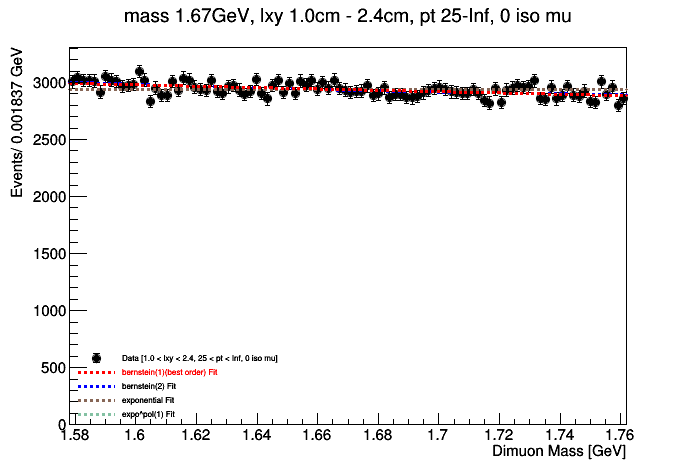 mass 1.67GeV, lxy 1.0cm - 2.4cm, pt 25-Inf, 0 iso mu
Events/ 0.001837 GeV
3000
2500
2000
1500
1000
500
0
Data [1.0 < lxy < 2.4, 25 < pt < Inf, 0 iso mu]
bernstein(1)(best order) Fit
bernstein(2) Fit
exponential Fit
expo*pol(1) Fit
1.58 1.6 1.62 1.64 1.66 1.68 1.7 1.72 1.74 1.76
Dimuon Mass [GeV]